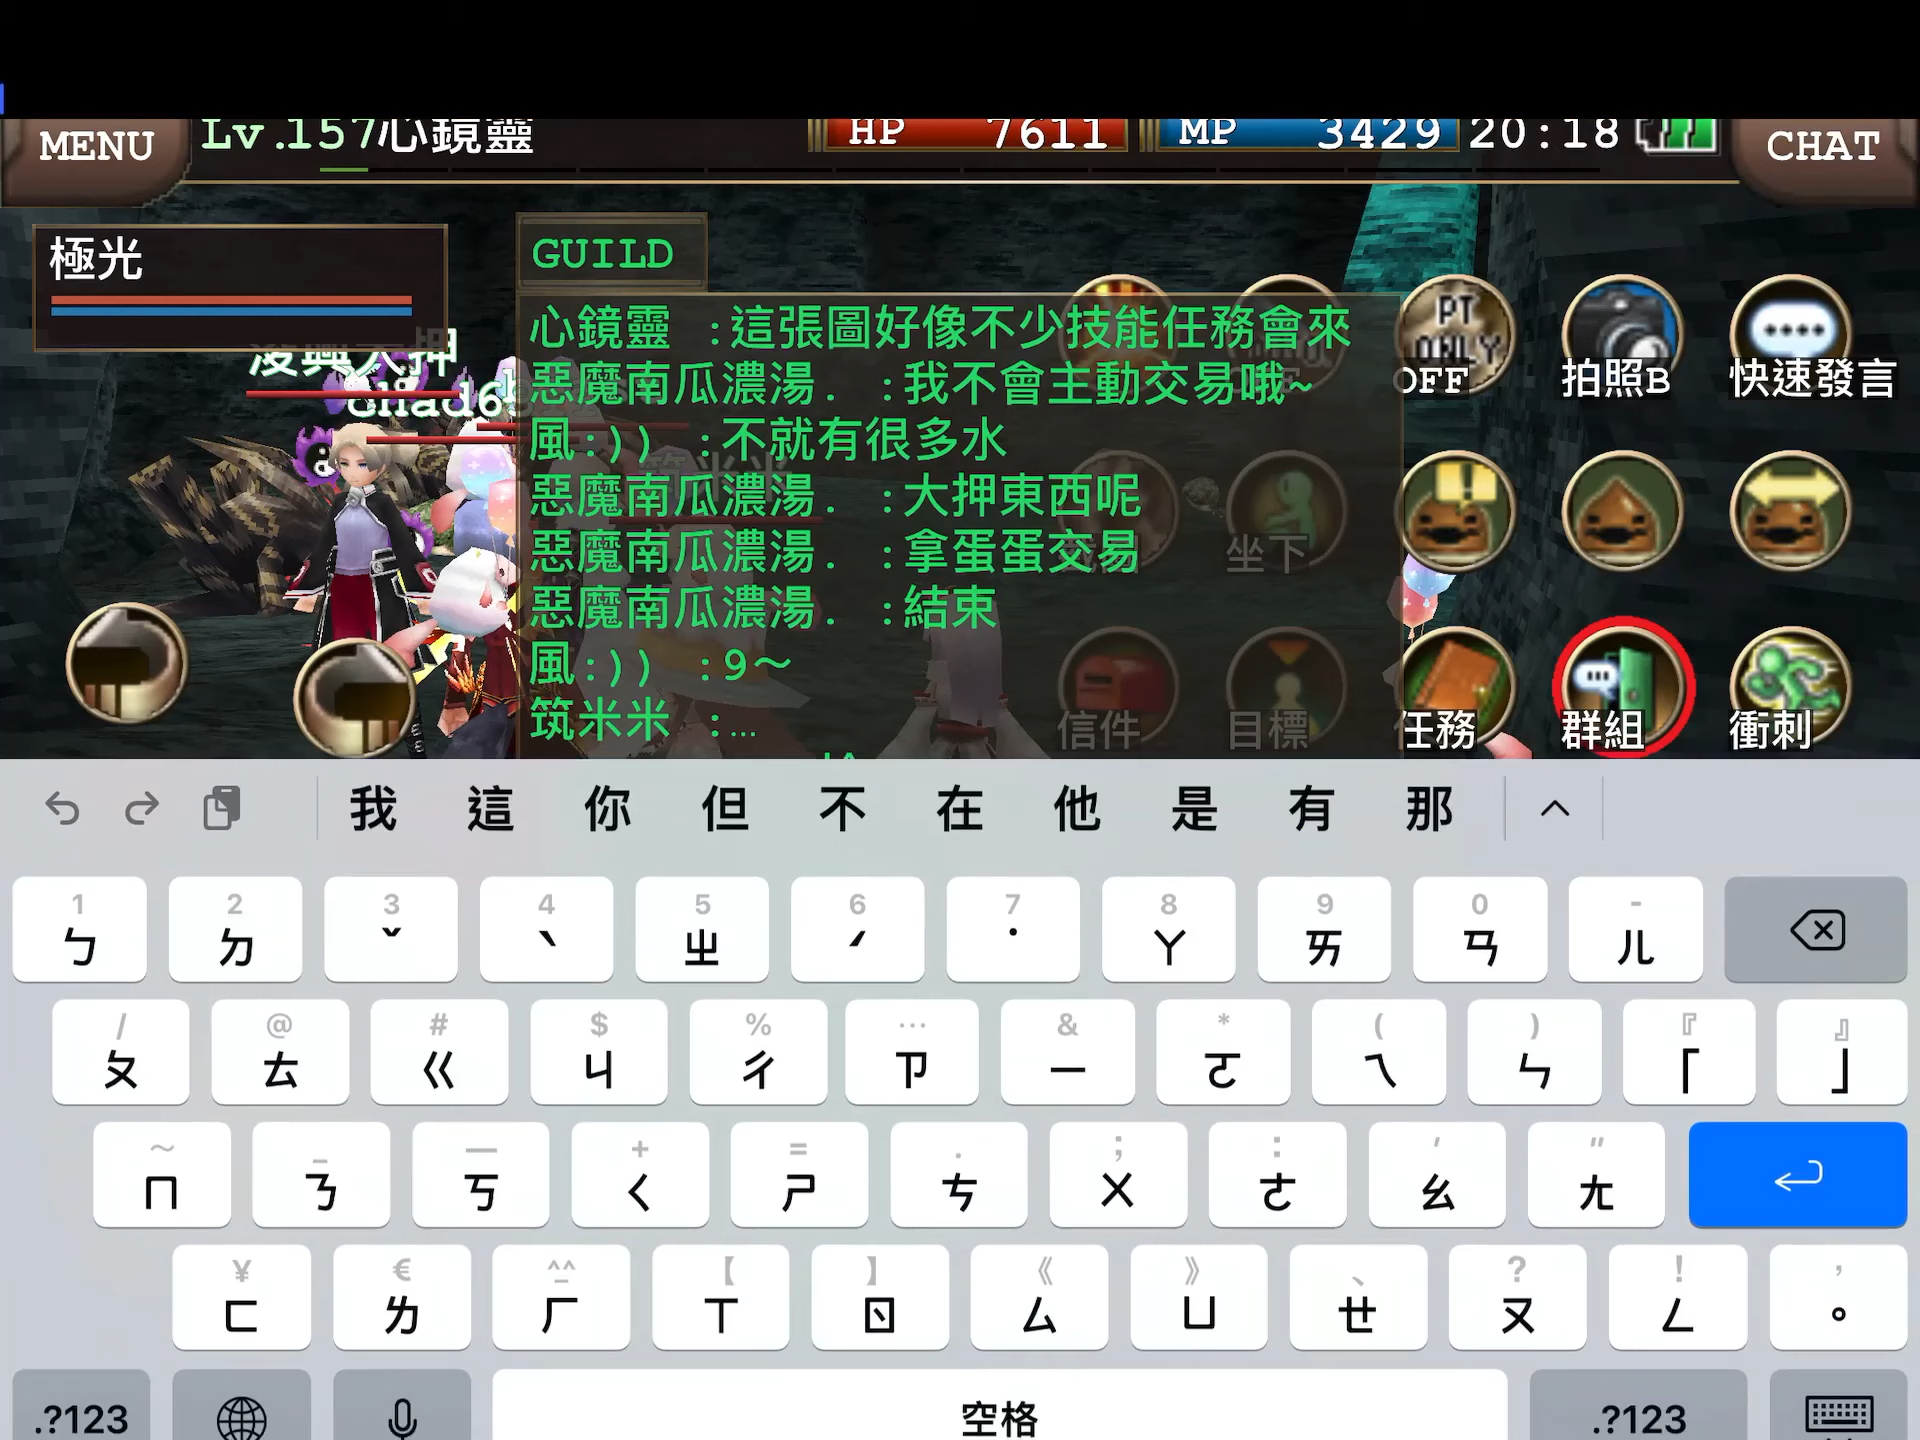 MENU
Lv.157心鏡靈
HP 7611
MP 3429
20:18
CHAT
極光
GUILD
心鏡靈 :這張圖好像不少技能任務會來
惡魔南瓜濃湯. :我不會主動交易哦~
風:)) :不就有很多水
惡魔南瓜濃湯. :大押東西呢
惡魔南瓜濃湯. :拿蛋蛋交易
惡魔南瓜濃湯. :結束
風:)) :9～
筑米米 :…
PT
ONLY
OFF
拍照B
快速發言
坐下
信件
目標
任務
群組
衝刺
我 這 你 但 不 在 他 是 有 那
1 2 3 4 5 6 7 8 9 0 -
ㄅ ㄉ ˇ ˋ ㄓ ˊ ˙ ㄚ ㄞ ㄢ ㄦ
/ @ # $ % … & * ( ) 『 』
ㄆ ㄊ ㄍ ㄐ ㄔ ㄗ ㄧ ㄛ ㄟ ㄣ 「 」
～ _ — + = . ; : ' "
ㄇ ㄋ ㄎ ㄑ ㄕ ㄘ ㄨ ㄜ ㄠ ㄤ
¥ € ^_^ 【 】 《 》 、 ? ! ,
ㄈ ㄌ ㄏ ㄒ ㄖ ㄙ ㄩ ㄝ ㄡ ㄥ 。
.?123 空格 .?123